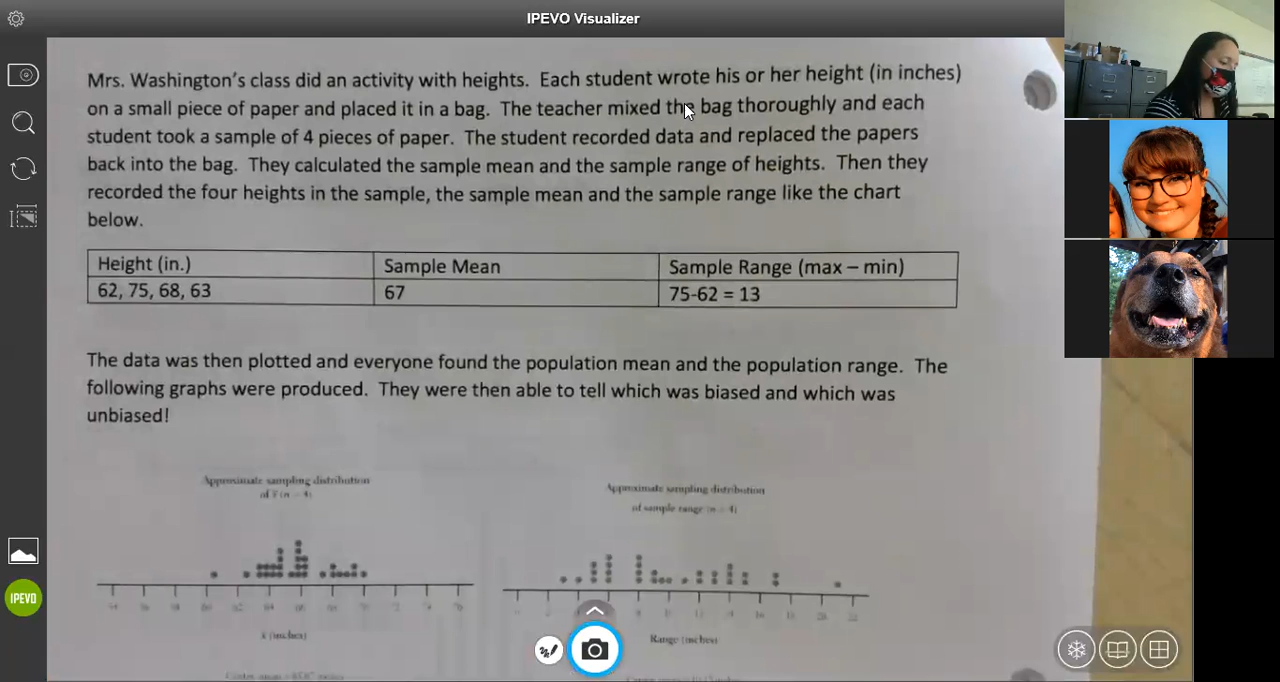 IPEVO Visualizer
Mrs. Washington's class did an activity with heights. Each student wrote his or her height (in inches)
on a small piece of paper and placed it in a bag. The teacher mixed the bag thoroughly and each
student took a sample of 4 pieces of paper. The student recorded data and replaced the papers
back into the bag. They calculated the sample mean and the sample range of heights. Then they
recorded the four heights in the sample, the sample mean and the sample range like the chart
below.
Height (in.) Sample Mean Sample Range (max – min)
62, 75, 68, 63 67 75-62 = 13
The data was then plotted and everyone found the population mean and the population range. The
following graphs were produced. They were then able to tell which was biased and which was
unbiased!
Approximate sampling distribution
Approximate sampling distribution
of sample range (n = 4)
(inches)
Range (inches)
IPEVO